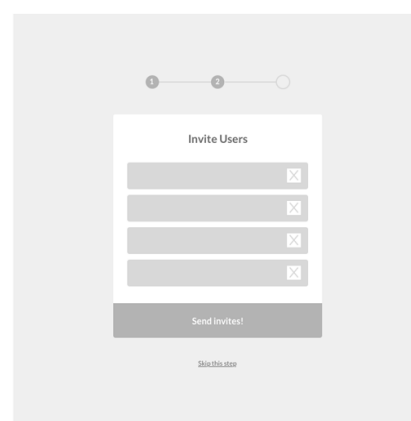 1 2
Invite Users
X
X
X
X
Send invites!
Skip this step